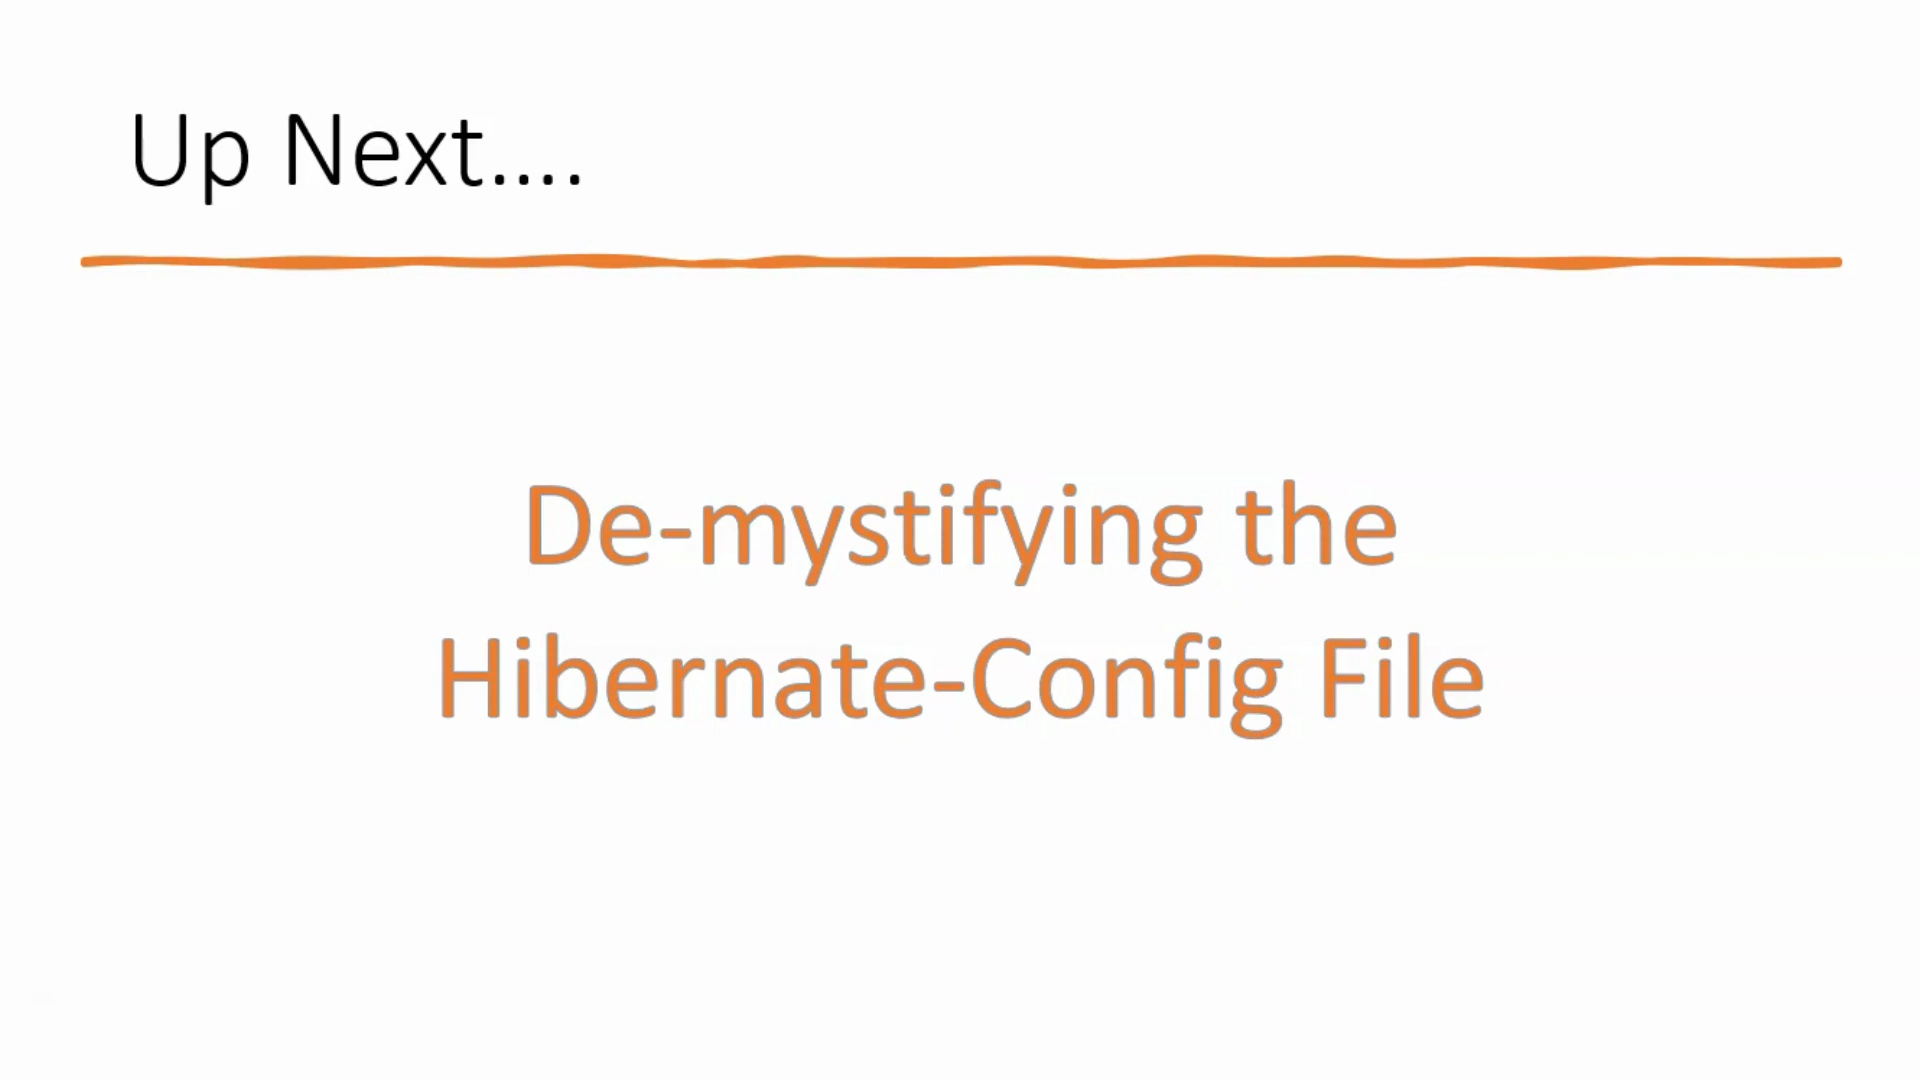 Up Next....
De-mystifying the
Hibernate-Config File